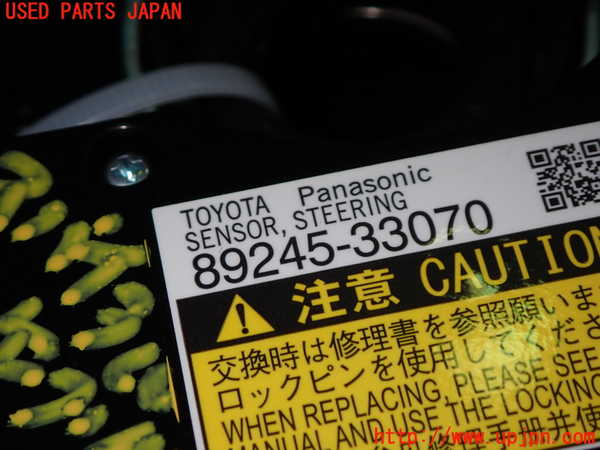 USED PARTS JAPAN
TOYOTA Panasonic
SENSOR, STEERING
89245-33070
注意 CAUTION
交換時は修理書を参照願いま
ロックピンを使用してくださ
WHEN REPLACING, PLEASE SEE
MANUAL AND USE THE LOCKING
http://www.upjpn.com